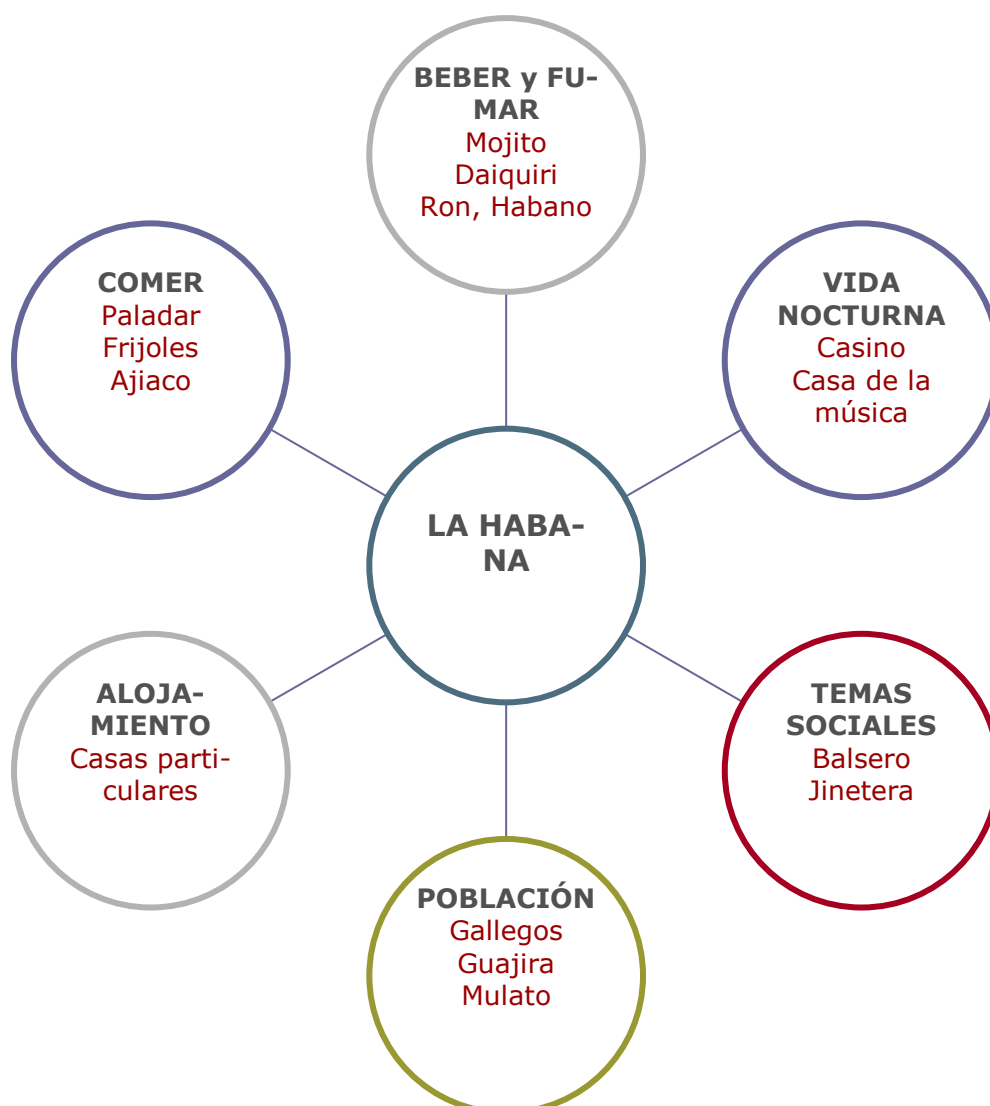 BEBER y FU-
MAR
Mojito
Daiquiri
Ron, Habano
COMER
Paladar
Frijoles
Ajiaco
VIDA
NOCTURNA
Casino
Casa de la
música
LA HABA-
NA
ALOJA-
MIENTO
Casas parti-
culares
TEMAS
SOCIALES
Balsero
Jinetera
POBLACIÓN
Gallegos
Guajira
Mulato